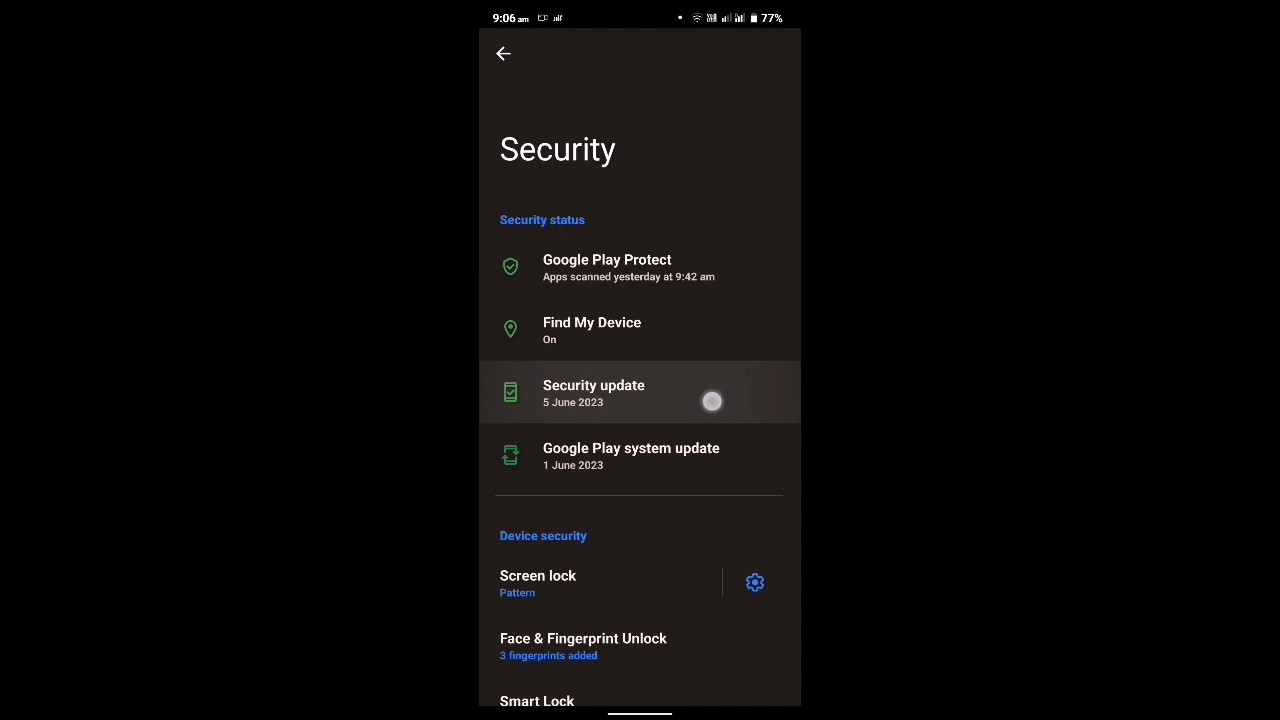 9:06 am 77%
Security
Security status
Google Play Protect
Apps scanned yesterday at 9:42 am
Find My Device
On
Security update
5 June 2023
Google Play system update
1 June 2023
Device security
Screen lock
Pattern
Face & Fingerprint Unlock
3 fingerprints added
Smart Lock